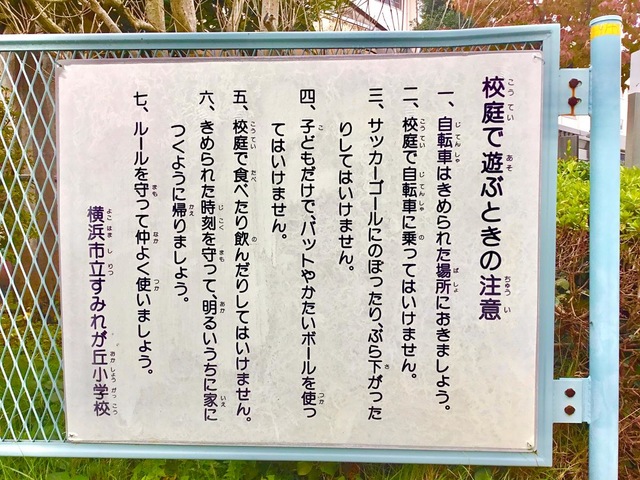 校庭で遊ぶときの注意
一、自転車はきめられた場所におきましょう。
二、校庭で自転車に乗ってはいけません。
三、サッカーゴールにのぼったり、ぶら下がった
りしてはいけません。
四、子どもだけで、バットやかたいボールを使っ
てはいけません。
五、校庭で食べたり飲んだりしてはいけません。
六、きめられた時刻を守って、明るいうちに家に
つくように帰りましょう。
七、ルールを守って仲よく使いましょう。
横浜市立すみれが丘小学校